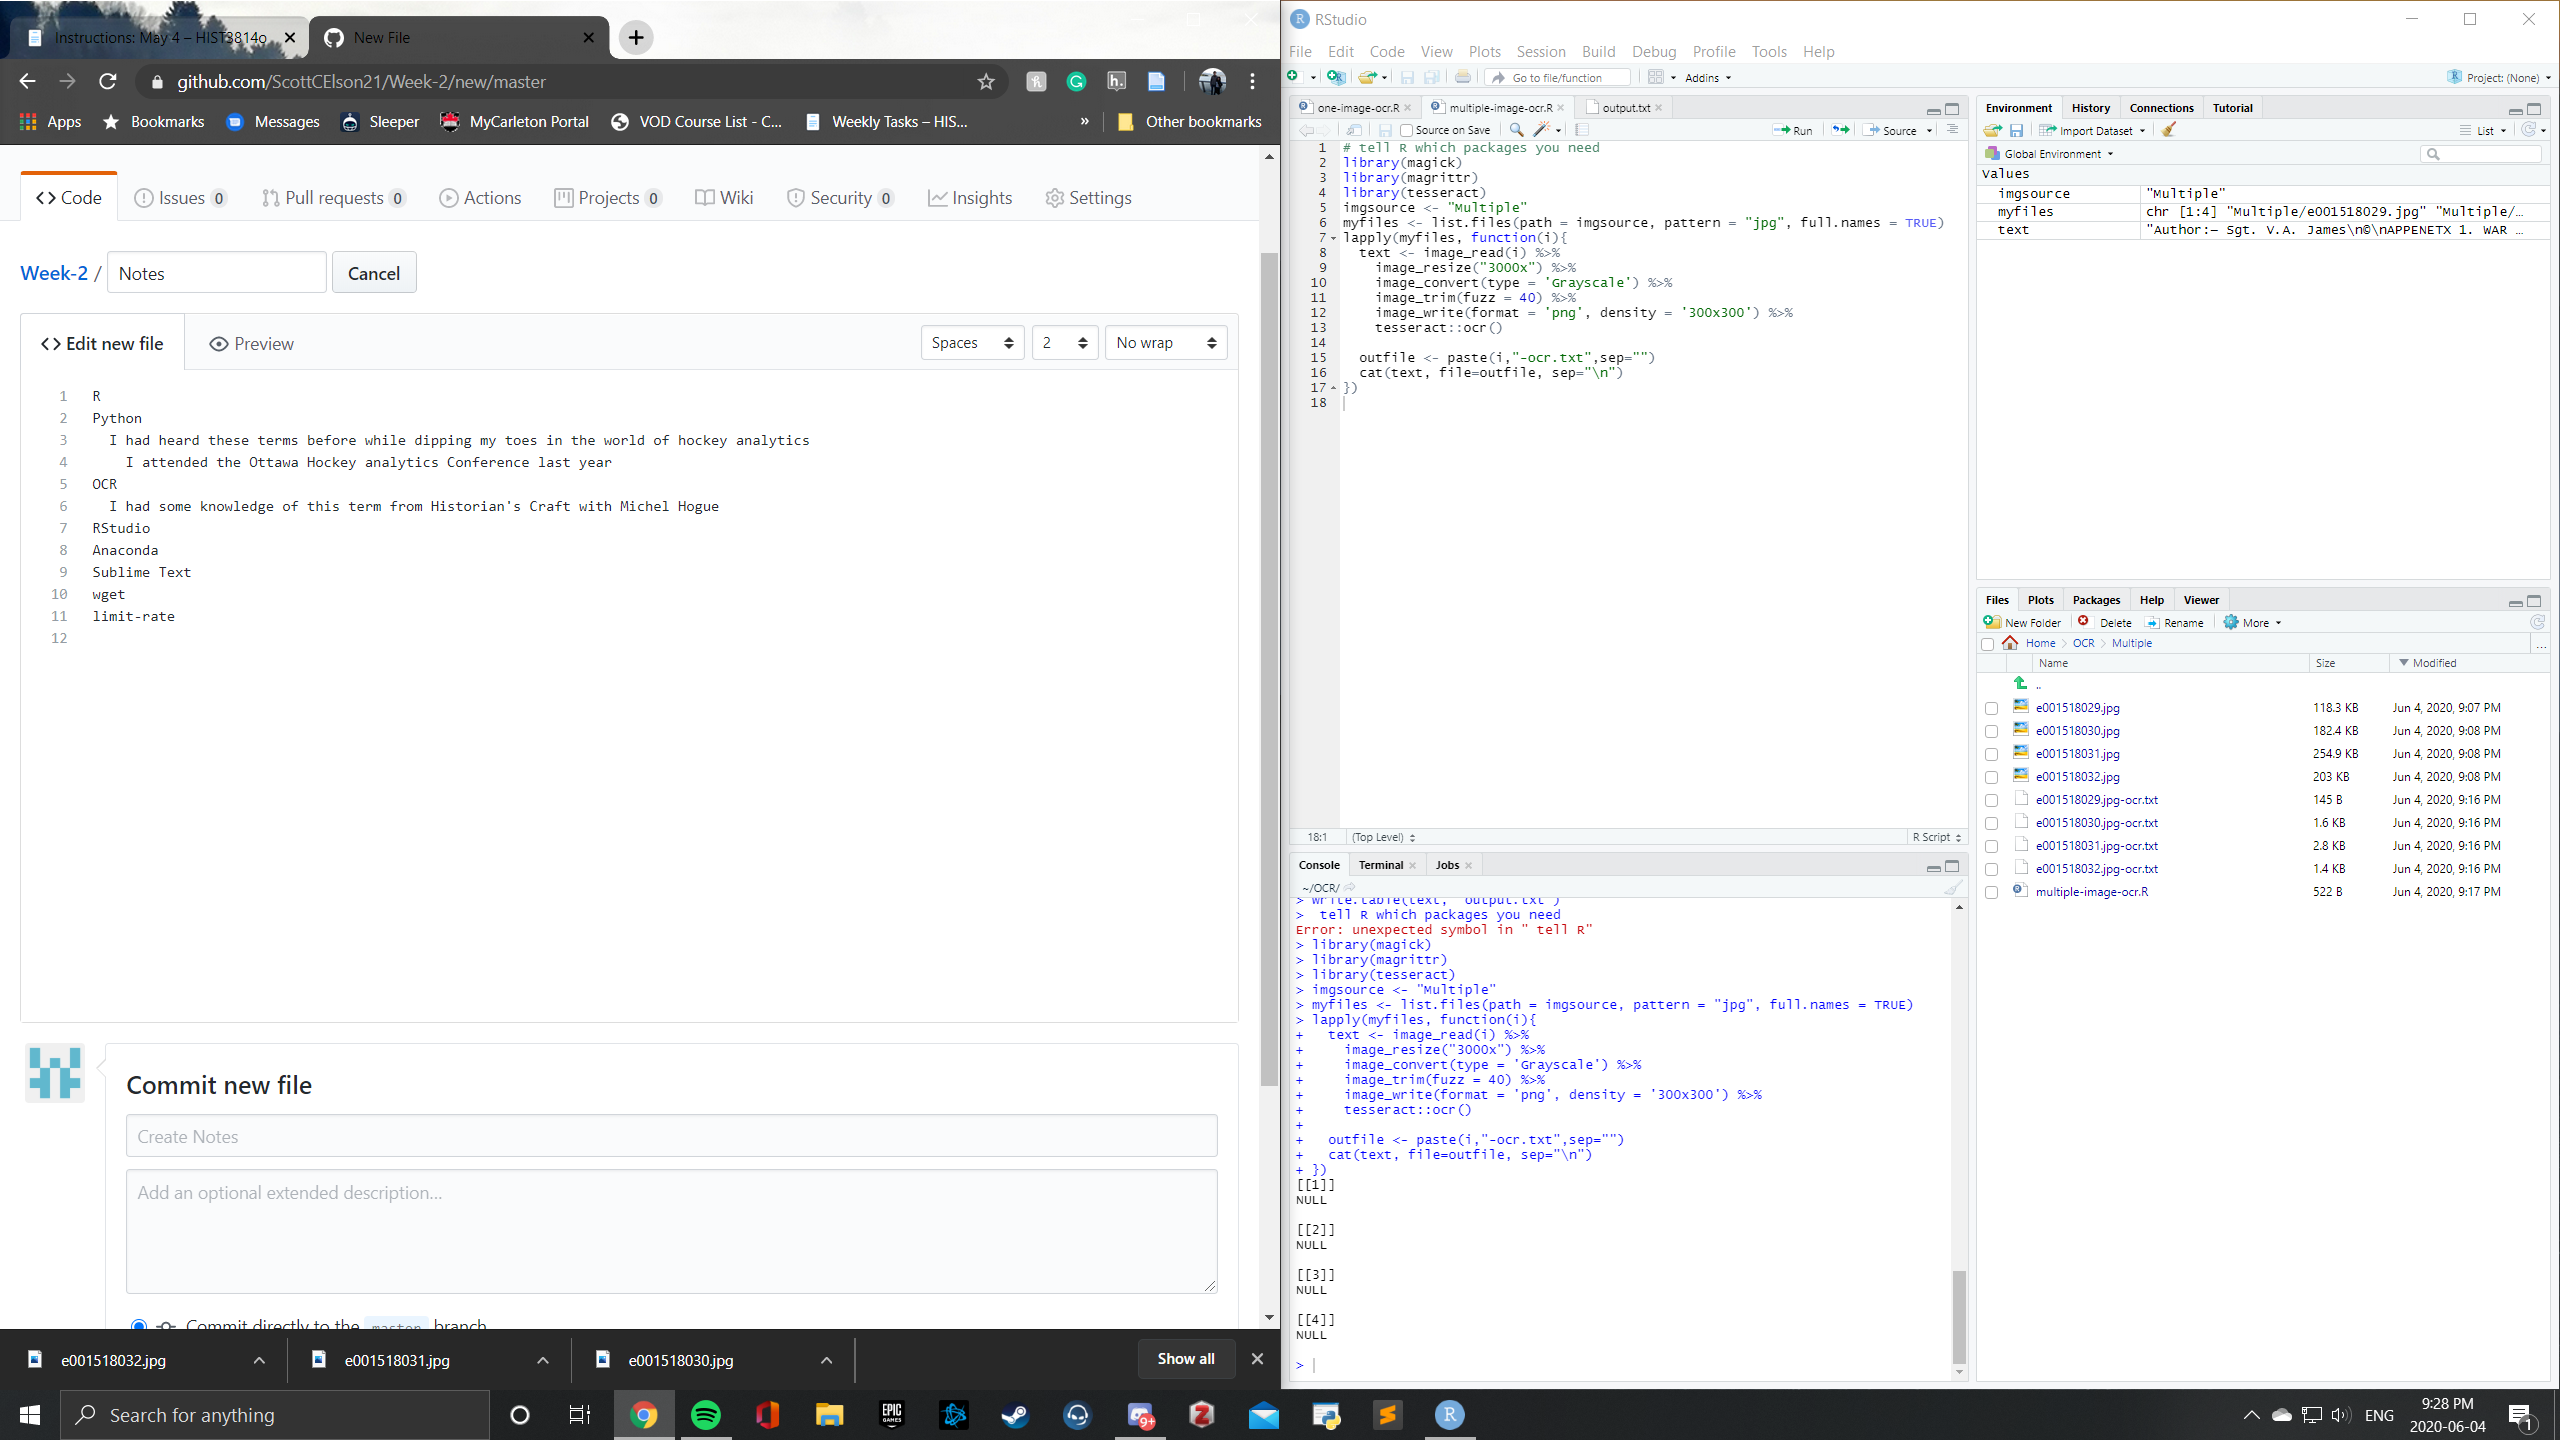 Instructions: May 4 – HIST3814o
New File
github.com/ScottCElson21/Week-2/new/master
Apps
Bookmarks
Messages
Sleeper
MyCarleton Portal
VOD Course List - C...
Weekly Tasks – HIS...
»
Other bookmarks
Code
Issues 0
Pull requests 0
Actions
Projects 0
Wiki
Security 0
Insights
Settings
Week-2 / Notes
Cancel
Edit new file
Preview
Spaces
2
No wrap
1 R
2 Python
3 I had heard these terms before while dipping my toes in the world of hockey analytics
4 I attended the Ottawa Hockey analytics Conference last year
5 OCR
6 I had some knowledge of this term from Historian's Craft with Michel Hogue
7 RStudio
8 Anaconda
9 Sublime Text
10 wget
11 limit-rate
12
Commit new file
Create Notes
Add an optional extended description...
Commit directly to the master branch
e001518032.jpg
e001518031.jpg
e001518030.jpg
Show all
RStudio
File Edit Code View Plots Session Build Debug Profile Tools Help
Go to file/function
Addins
Project: (None)
one-image-ocr.R
multiple-image-ocr.R
output.txt
Source on Save
Run
Source
1 # tell R which packages you need
2 library(magick)
3 library(magrittr)
4 library(tesseract)
5 imgsource <- "Multiple"
6 myfiles <- list.files(path = imgsource, pattern = "jpg", full.names = TRUE)
7 lapply(myfiles, function(i){
8 text <- image_read(i) %>%
9 image_resize("3000x") %>%
10 image_convert(type = 'Grayscale') %>%
11 image_trim(fuzz = 40) %>%
12 image_write(format = 'png', density = '300x300') %>%
13 tesseract::ocr()
14
15 outfile <- paste(i,"-ocr.txt",sep="")
16 cat(text, file=outfile, sep="\n")
17 })
18
18:1
(Top Level)
R Script
Console
Terminal
Jobs
~/OCR/
> write.table(text, "output.txt")
> tell R which packages you need
Error: unexpected symbol in " tell R"
> library(magick)
> library(magrittr)
> library(tesseract)
> imgsource <- "Multiple"
> myfiles <- list.files(path = imgsource, pattern = "jpg", full.names = TRUE)
> lapply(myfiles, function(i){
+ text <- image_read(i) %>%
+ image_resize("3000x") %>%
+ image_convert(type = 'Grayscale') %>%
+ image_trim(fuzz = 40) %>%
+ image_write(format = 'png', density = '300x300') %>%
+ tesseract::ocr()
+
+ outfile <- paste(i,"-ocr.txt",sep="")
+ cat(text, file=outfile, sep="\n")
+ })
[[1]]
NULL
[[2]]
NULL
[[3]]
NULL
[[4]]
NULL
>
Environment
History
Connections
Tutorial
Import Dataset
List
Global Environment
Values
imgsource "Multiple"
myfiles chr [1:4] "Multiple/e001518029.jpg" "Multiple/…
text "Author:— Sgt. V.A. James\n©\nAPPENETX 1. WAR …
Files
Plots
Packages
Help
Viewer
New Folder
Delete
Rename
More
Home
OCR
Multiple
...
Name Size Modified
..
e001518029.jpg 118.3 KB Jun 4, 2020, 9:07 PM
e001518030.jpg 182.4 KB Jun 4, 2020, 9:08 PM
e001518031.jpg 254.9 KB Jun 4, 2020, 9:08 PM
e001518032.jpg 203 KB Jun 4, 2020, 9:08 PM
e001518029.jpg-ocr.txt 145 B Jun 4, 2020, 9:16 PM
e001518030.jpg-ocr.txt 1.6 KB Jun 4, 2020, 9:16 PM
e001518031.jpg-ocr.txt 2.8 KB Jun 4, 2020, 9:16 PM
e001518032.jpg-ocr.txt 1.4 KB Jun 4, 2020, 9:16 PM
multiple-image-ocr.R 522 B Jun 4, 2020, 9:17 PM
Search for anything
EPIC GAMES
9+
ENG
9:28 PM
2020-06-04
1